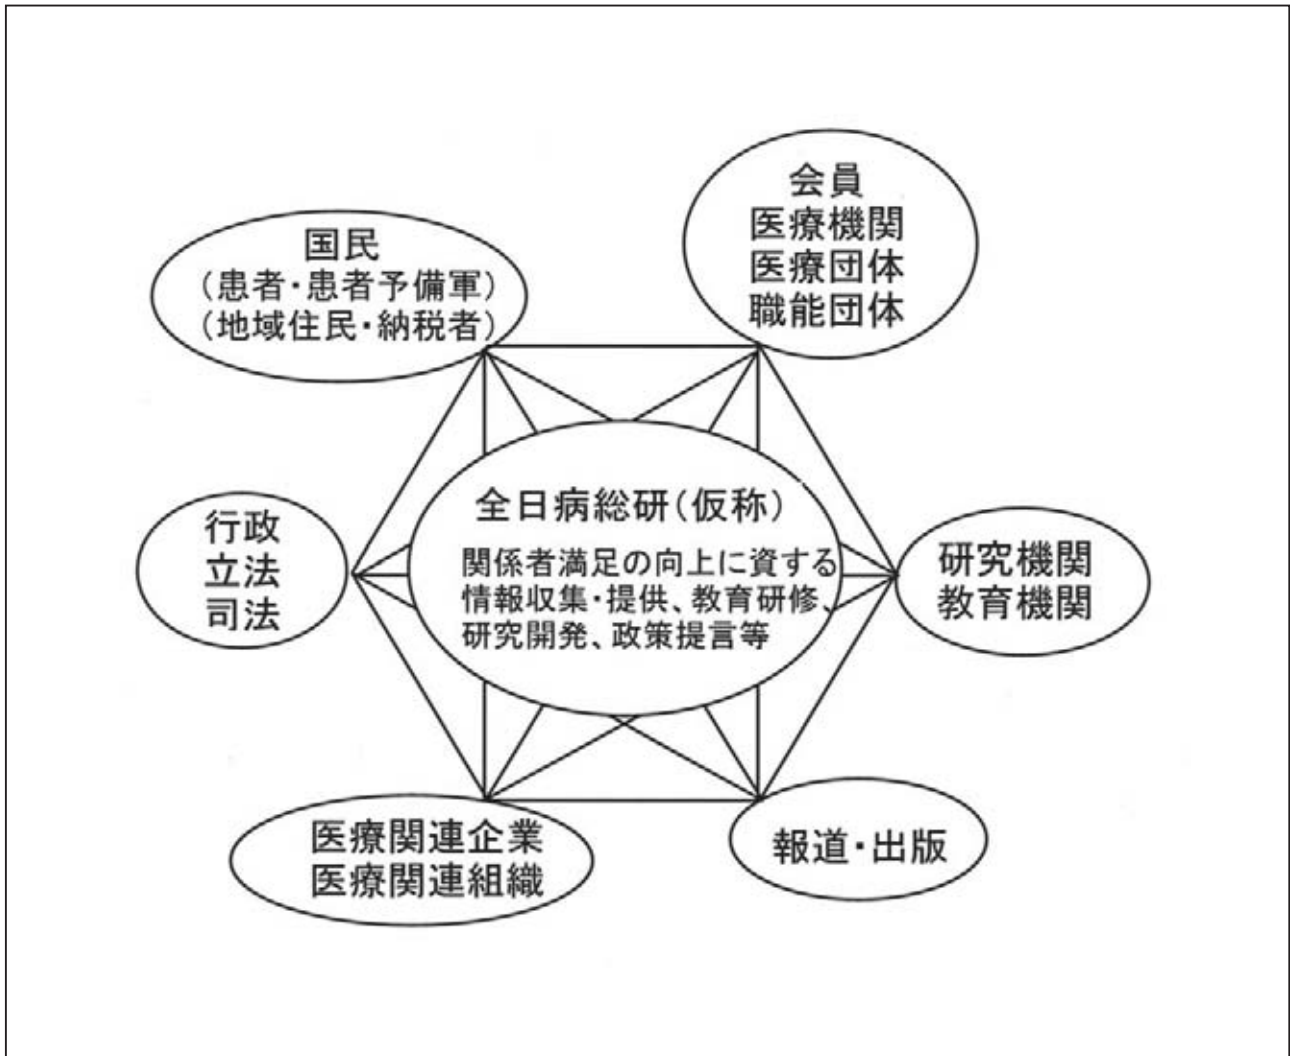 会員
医療機関
医療団体
職能団体
国民
(患者・患者予備軍)
(地域住民・納税者)
全日病総研(仮称)
関係者満足の向上に資する
情報収集・提供、教育研修、
研究開発、政策提言等
行政
立法
司法
研究機関
教育機関
医療関連企業
医療関連組織
報道・出版